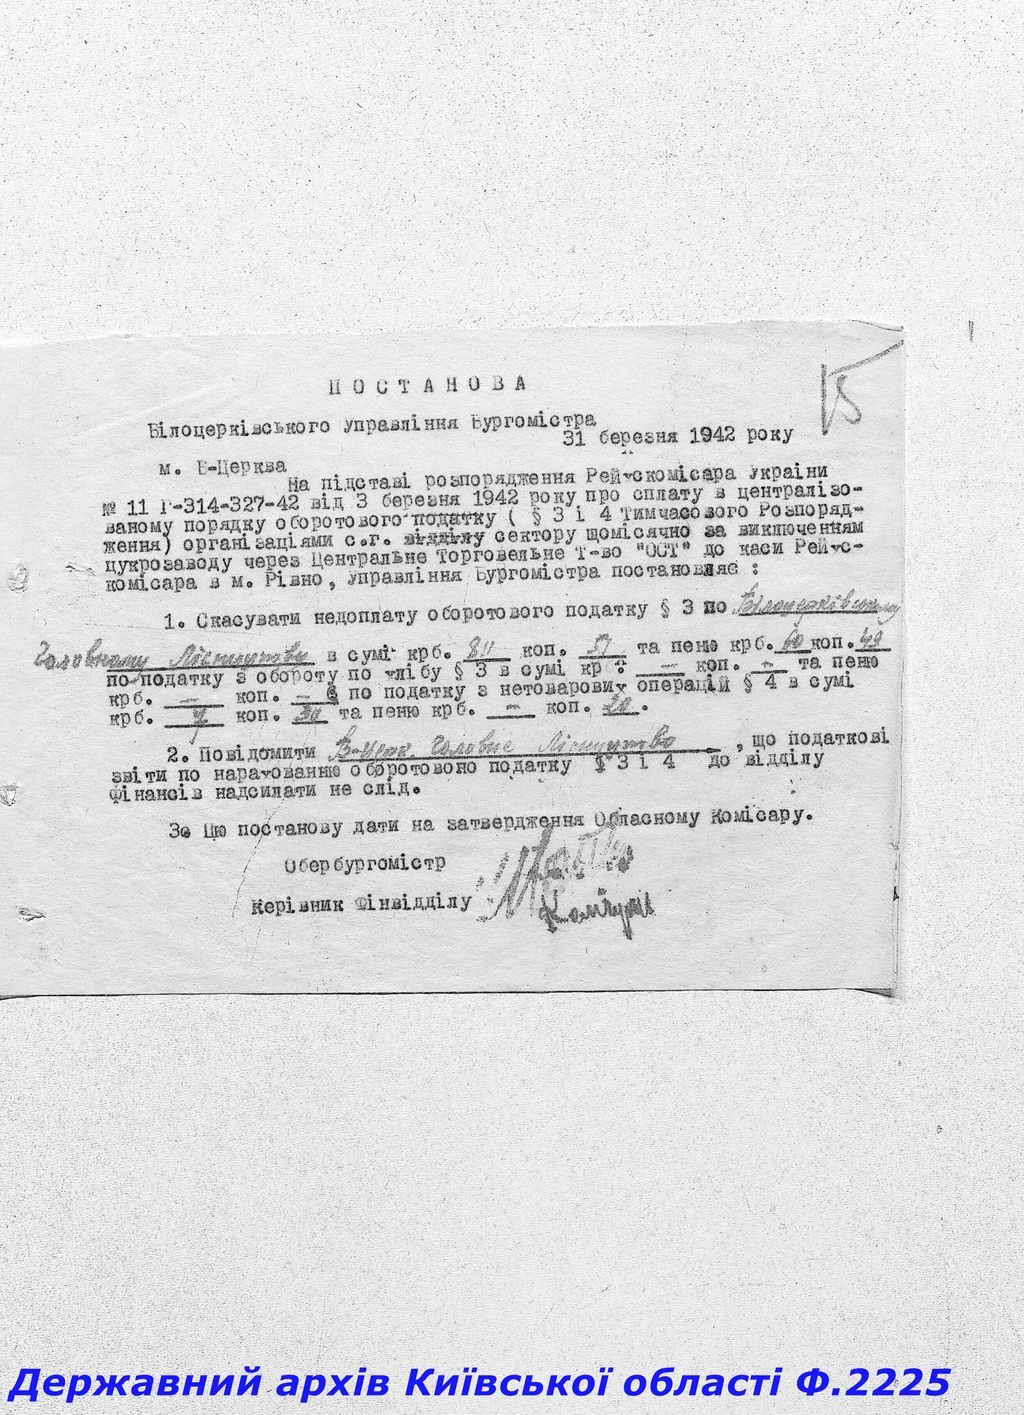 15
ПОСТАНОВА
Білоцерківського Управління Бургомістра
31 березня 1942 року
м. Б-Церква
На підставі розпорядження Рейхскомісара України
№ 11 Г-314-327-42 від 3 березня 1942 року про сплату в централізо-
ваному порядку оборотового податку ( § 3 і 4 Тимчасового Розпоряд-
ження) організаціями с.г. відділу сектору щомісячно за виключенням
цукрозаводу через Центральне Торговельне Т-во "ОСТ" до каси Рейхс-
комісара в м. Рівно, Управління Бургомістра постановляє :
1. Скасувати недоплату оборотового податку § 3 по Білоцерківському
Головному Лісництву в сумі крб. 811 коп. 51 та пеню крб. 60 коп. 49
по податку з обороту по хлібу § 3 в сумі крб. — коп. — та пеню
крб. — коп. — по податку з нетоварових операцій § 4 в сумі
крб. 7 коп. 30 та пеню крб. — коп. 20.
2. Повідомити Б-Церк. Головне Лісництво , що податкові
звіти по нарахованню оборотовоно податку § 3 і 4 до відділу
фінансів надсилати не слід.
3. Цю постанову дати на затвердження Обласному Комісару.
Обербургомістр
Керівник Фінвідділу
Державний архів Київської області Ф.2225